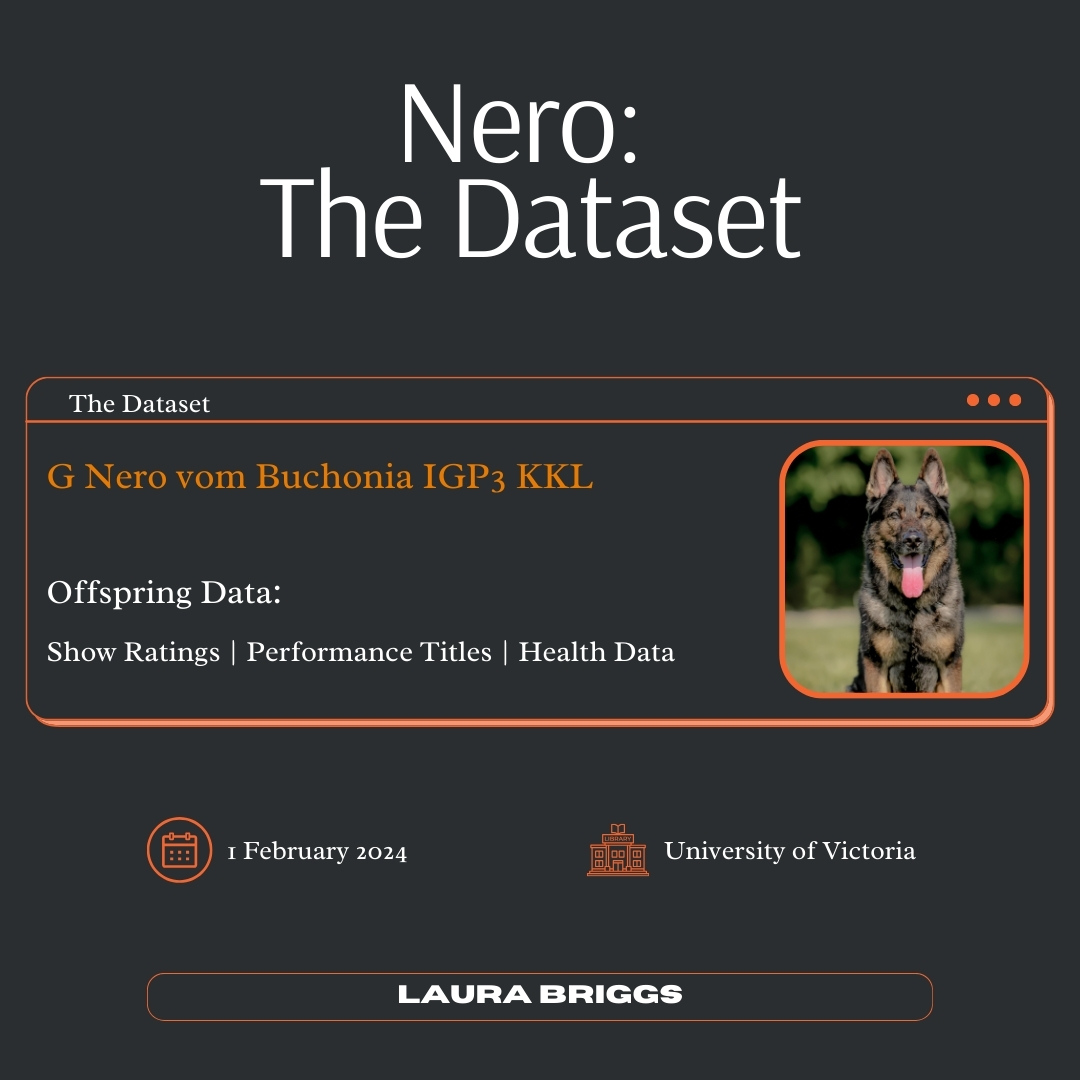 Nero:
The Dataset
The Dataset
G Nero vom Buchonia IGP3 KKL
Offspring Data:
Show Ratings | Performance Titles | Health Data
1 February 2024
LIBRARY
University of Victoria
LAURA BRIGGS